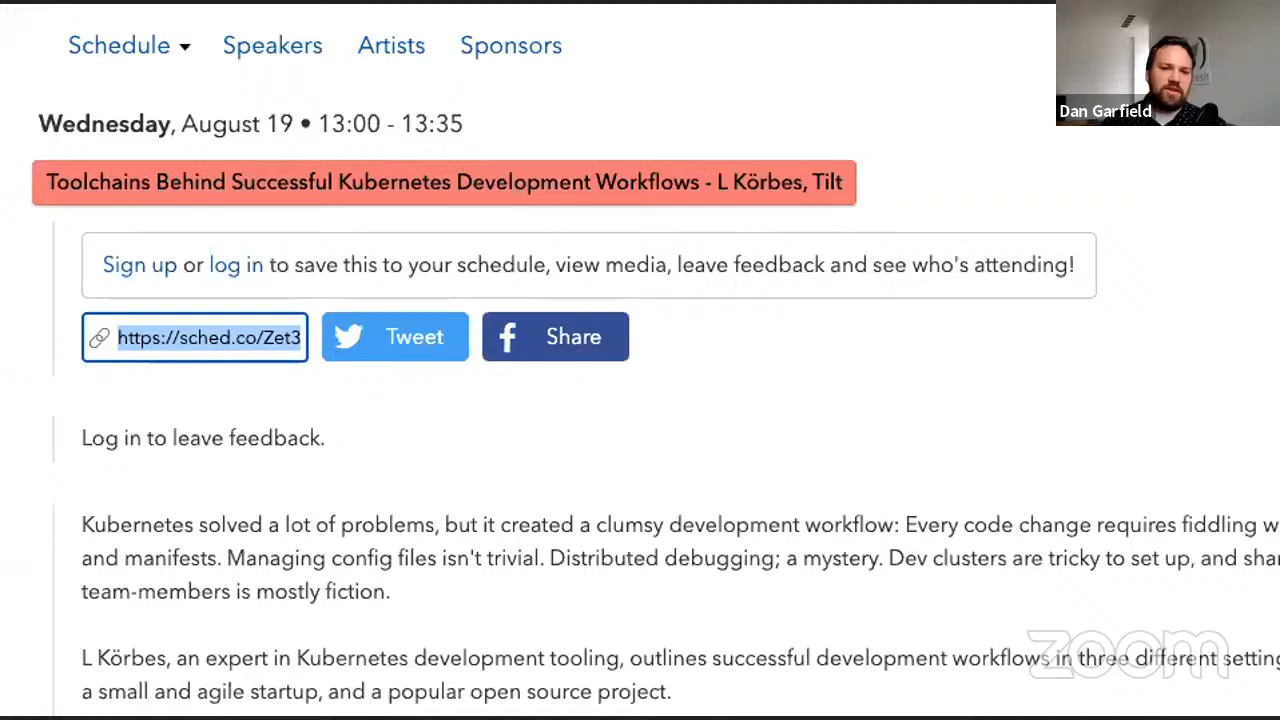 Schedule Speakers Artists Sponsors
Dan Garfield
Wednesday, August 19 • 13:00 - 13:35
Toolchains Behind Successful Kubernetes Development Workflows - L Körbes, Tilt
Sign up or log in to save this to your schedule, view media, leave feedback and see who's attending!
https://sched.co/Zet3
Tweet
Share
Log in to leave feedback.
Kubernetes solved a lot of problems, but it created a clumsy development workflow: Every code change requires fiddling w
and manifests. Managing config files isn't trivial. Distributed debugging; a mystery. Dev clusters are tricky to set up, and shar
team-members is mostly fiction.
L Körbes, an expert in Kubernetes development tooling, outlines successful development workflows in three different setting
a small and agile startup, and a popular open source project.
zoom